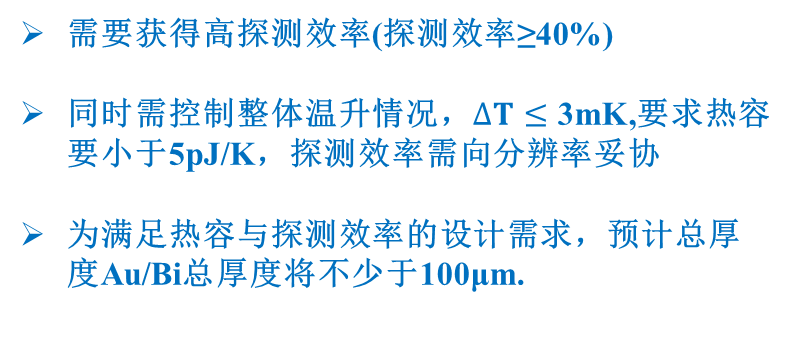 ➢ 需要获得高探测效率(探测效率≥40%)
➢ 同时需控制整体温升情况，ΔT ≤ 3mK,要求热容
要小于5pJ/K，探测效率需向分辨率妥协
➢ 为满足热容与探测效率的设计需求，预计总厚
度Au/Bi总厚度将不少于100μm.